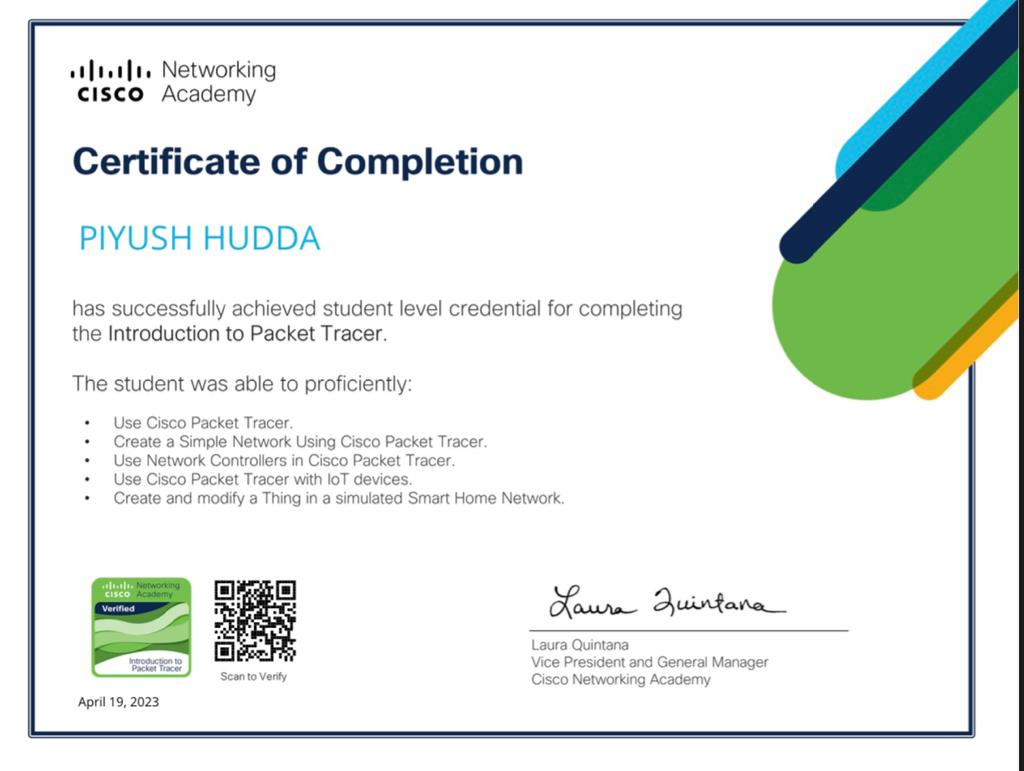 Networking
CISCO Academy
Certificate of Completion
PIYUSH HUDDA
has successfully achieved student level credential for completing
the Introduction to Packet Tracer.
The student was able to proficiently:
• Use Cisco Packet Tracer.
• Create a Simple Network Using Cisco Packet Tracer.
• Use Network Controllers in Cisco Packet Tracer.
• Use Cisco Packet Tracer with IoT devices.
• Create and modify a Thing in a simulated Smart Home Network.
Networking
CISCO Academy
Verified
Introduction to
Packet Tracer
Scan to Verify
April 19, 2023
Laura Quintana
Laura Quintana
Vice President and General Manager
Cisco Networking Academy